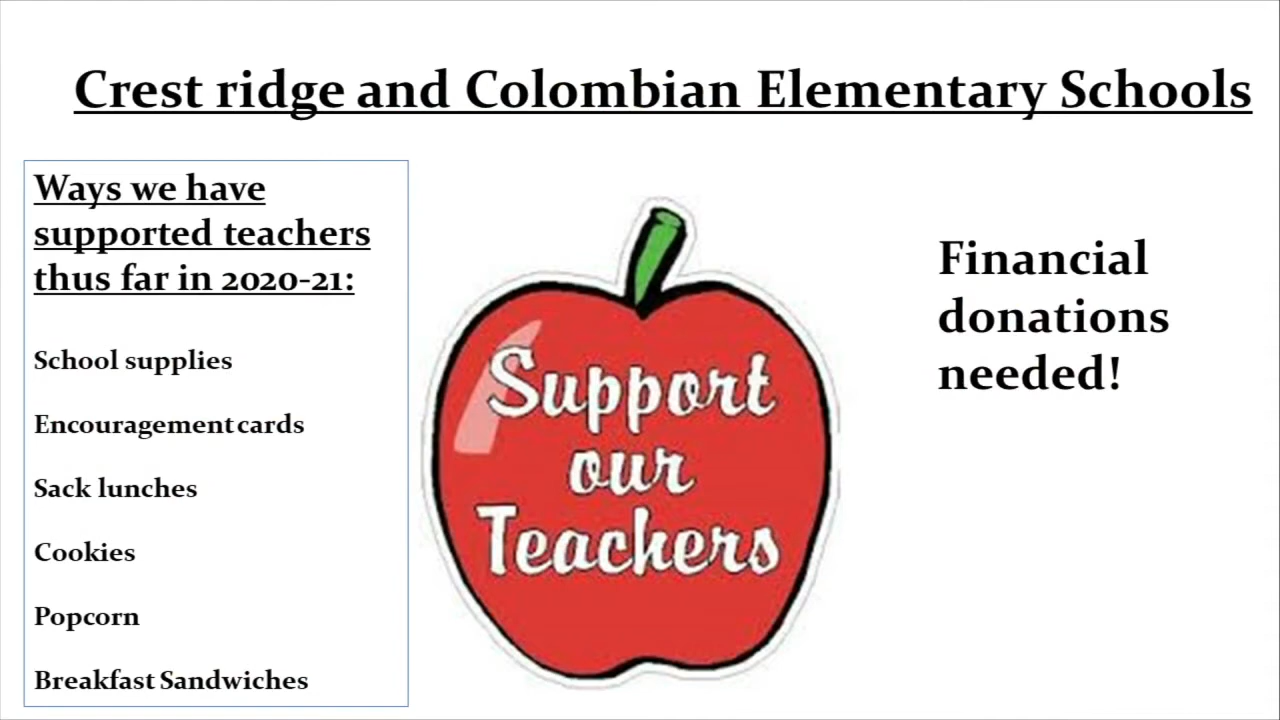 Crest ridge and Colombian Elementary Schools
Ways we have
supported teachers
thus far in 2020-21:
School supplies
Encouragement cards
Sack lunches
Cookies
Popcorn
Breakfast Sandwiches
Support
our
Teachers
Financial
donations
needed!